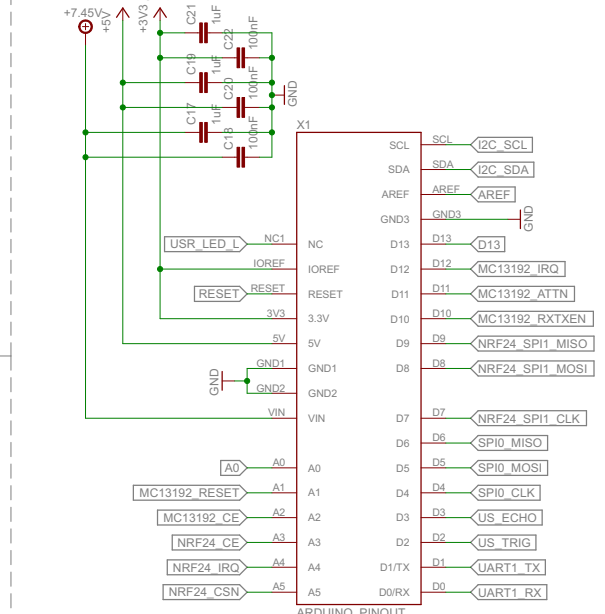 +7.45V
+5V
+3V3
C21
1uF
C22
100nF
C19
1uF
C20
100nF
C17
1uF
C18
100nF
GND
X1
SCL SCL I2C_SCL
SDA SDA I2C_SDA
AREF AREF AREF
GND3 GND3 GND
USR_LED_L NC1 NC D13 D13 D13
IOREF IOREF D12 D12 MC13192_IRQ
RESET RESET RESET D11 D11 MC13192_ATTN
3V3 3.3V D10 D10 MC13192_RXTXEN
5V 5V D9 D9 NRF24_SPI1_MISO
GND GND1 GND1 D8 D8 NRF24_SPI1_MOSI
GND2 GND2
VIN VIN D7 D7 NRF24_SPI1_CLK
D6 D6 SPI0_MISO
A0 A0 A0 D5 D5 SPI0_MOSI
MC13192_RESET A1 A1 D4 D4 SPI0_CLK
MC13192_CE A2 A2 D3 D3 US_ECHO
NRF24_CE A3 A3 D2 D2 US_TRIG
NRF24_IRQ A4 A4 D1/TX D1 UART1_TX
NRF24_CSN A5 A5 D0/RX D0 UART1_RX
ARDUINO_PINOUT